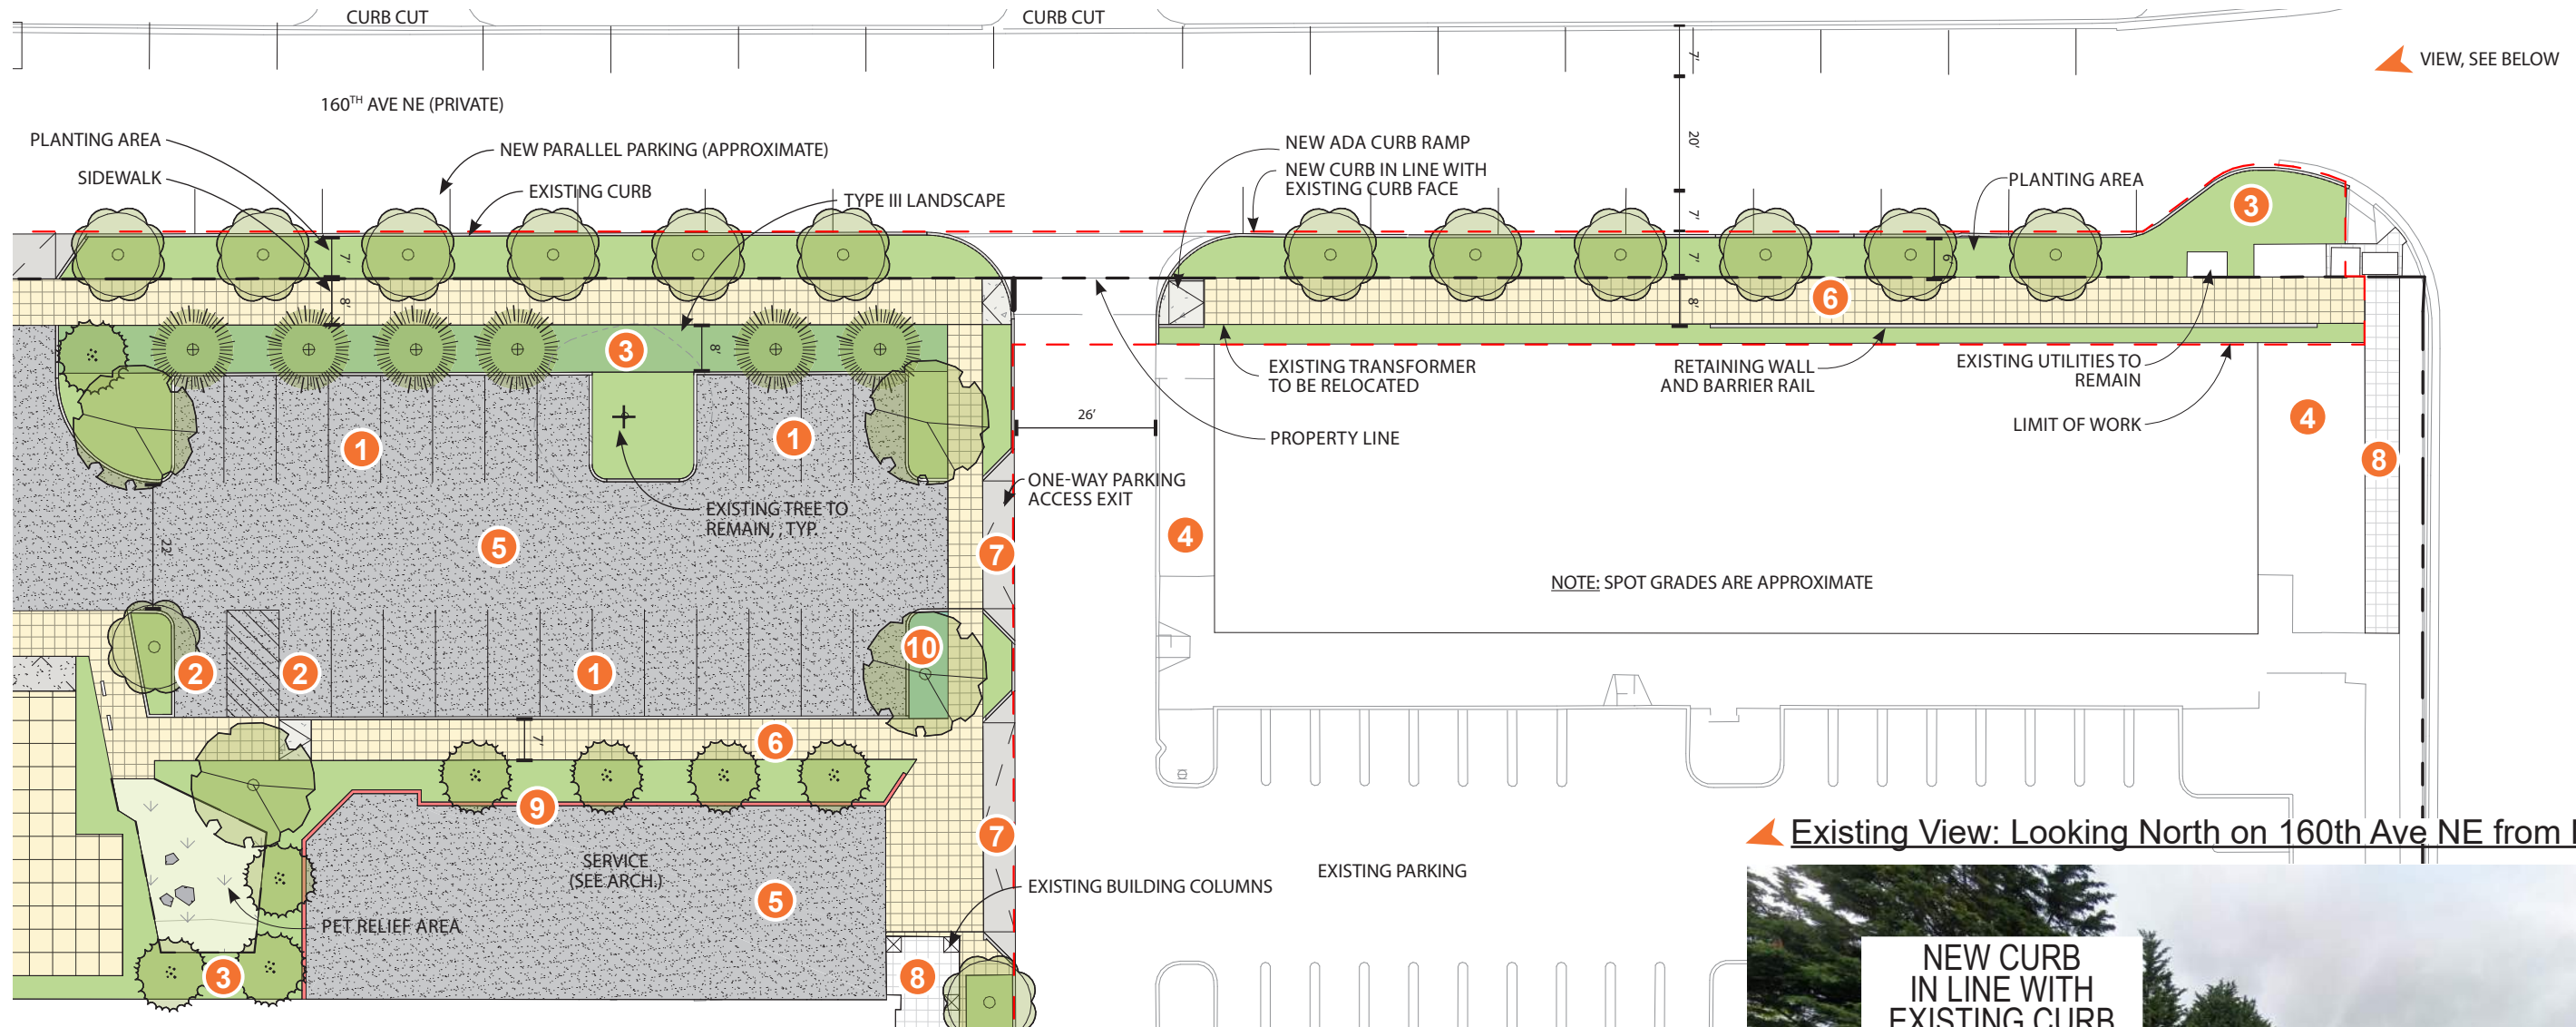 CURB CUT
CURB CUT
7'
VIEW, SEE BELOW
160TH AVE NE (PRIVATE)
PLANTING AREA
NEW PARALLEL PARKING (APPROXIMATE)
20'
NEW ADA CURB RAMP
SIDEWALK
EXISTING CURB
NEW CURB IN LINE WITH
EXISTING CURB FACE
TYPE III LANDSCAPE
PLANTING AREA
3
7'
7'
7'
6'
8'
6
8'
3
8'
EXISTING TRANSFORMER
TO BE RELOCATED
RETAINING WALL
AND BARRIER RAIL
EXISTING UTILITIES TO
REMAIN
LIMIT OF WORK
26'
PROPERTY LINE
1
1
4
8
ONE-WAY PARKING
ACCESS EXIT
EXISTING TREE TO
REMAIN, , TYP.
22'
5
7
4
NOTE: SPOT GRADES ARE APPROXIMATE
10
2
2
1
7'
6
9
7
Existing View: Looking North on 160th Ave NE from
SERVICE
(SEE ARCH.)
EXISTING PARKING
EXISTING BUILDING COLUMNS
5
PET RELIEF AREA
3
8
NEW CURB
IN LINE WITH
EXISTING CURB